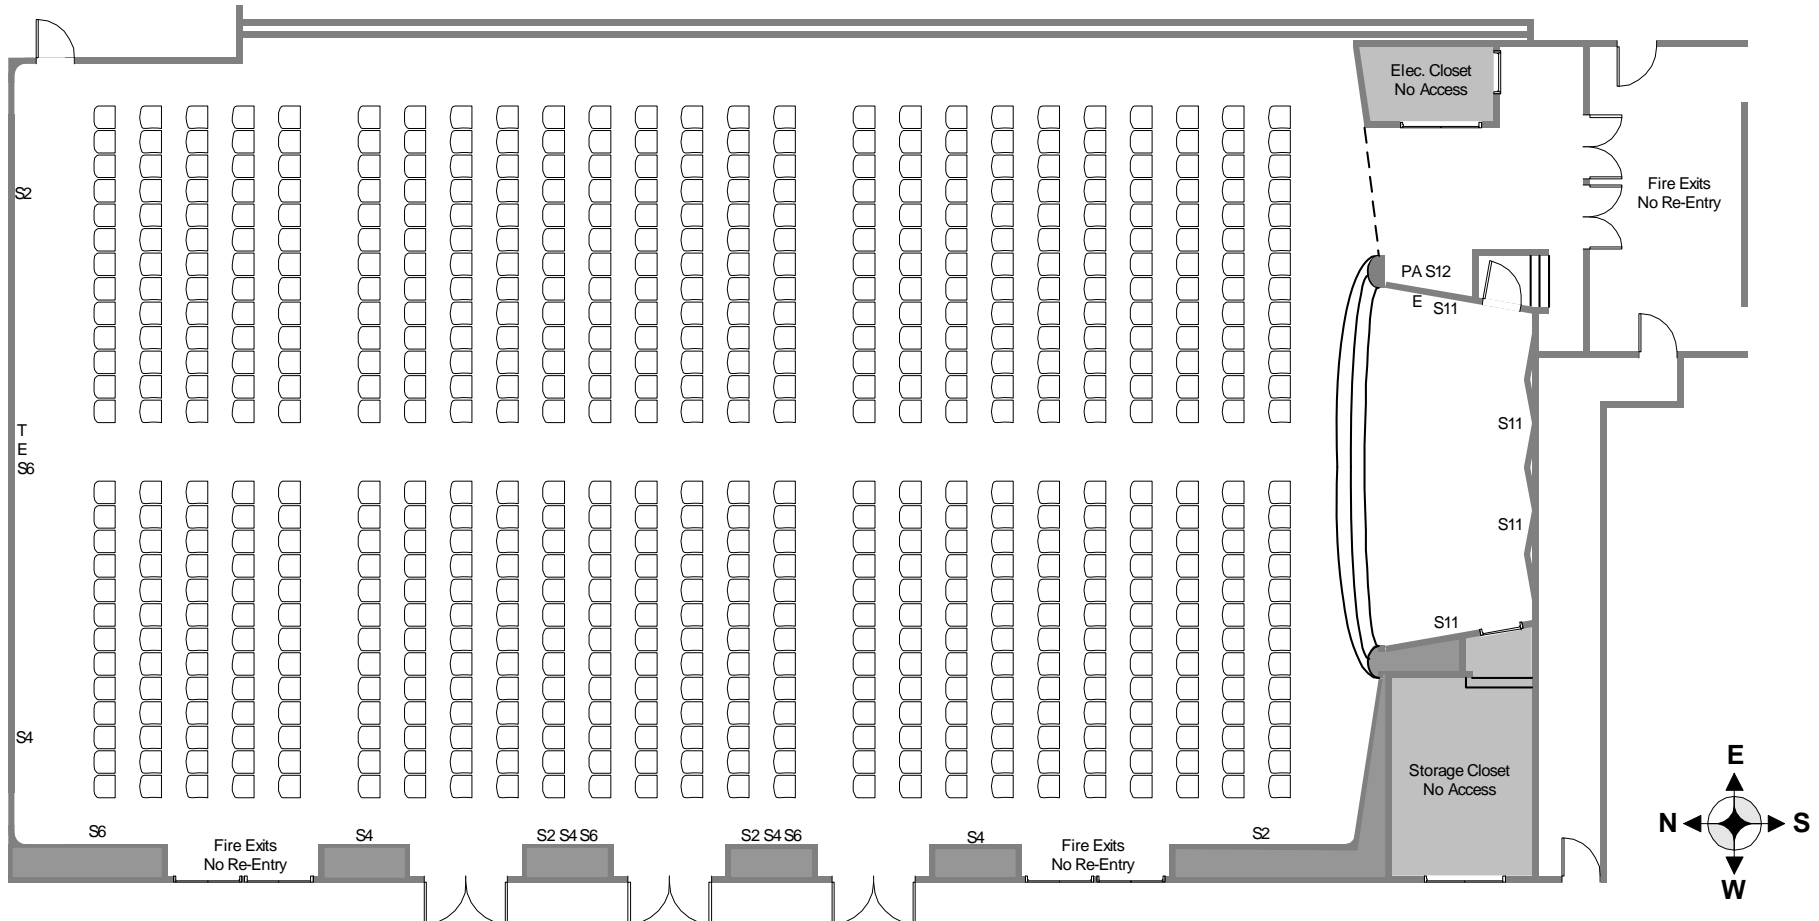 Elec. Closet
No Access
S2
Fire Exits
No Re-Entry
PA S12
E
S11
T
E
S6
S11
S11
S11
S4
Storage Closet
No Access
S6
Fire Exits
No Re-Entry
S4
S2 S4 S6
S2 S4 S6
S4
Fire Exits
No Re-Entry
S2
E
N
S
W